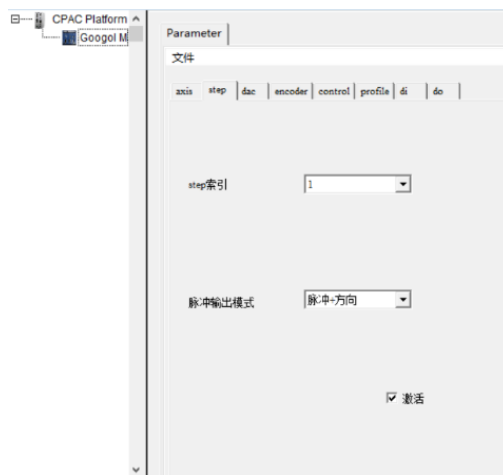 CPAC Platform
Googol M
Parameter
文件
axis step dac encoder control profile di do
step索引 1
脉冲输出模式 脉冲+方向
激活